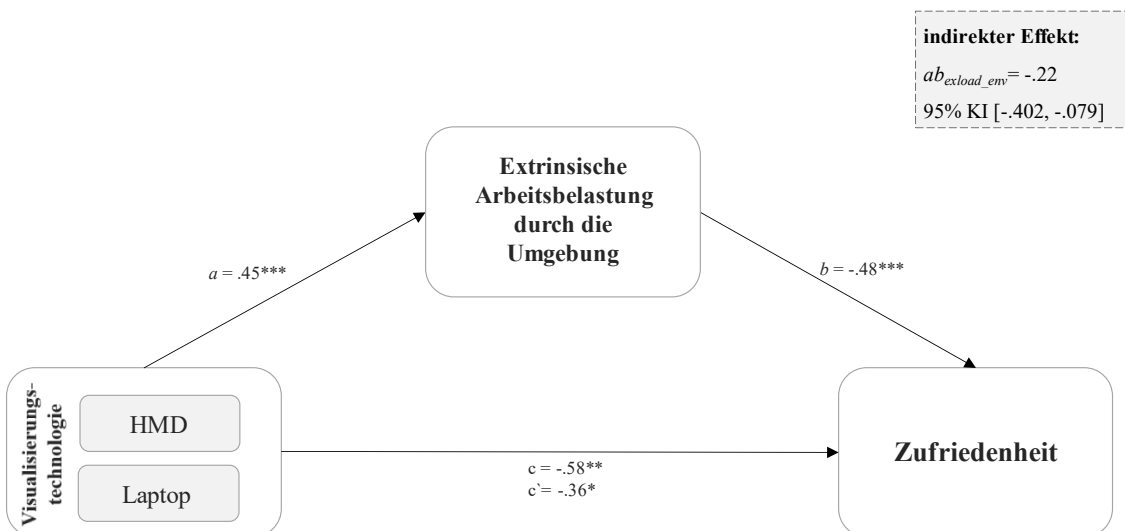 indirekter Effekt:
abexload_env= -.22
95% KI [-.402, -.079]
Extrinsische
Arbeitsbelastung
durch die
Umgebung
a = .45***
b = -.48***
Visualisierungs-
technologie
HMD
Laptop
c = -.58**
c`= -.36*
Zufriedenheit